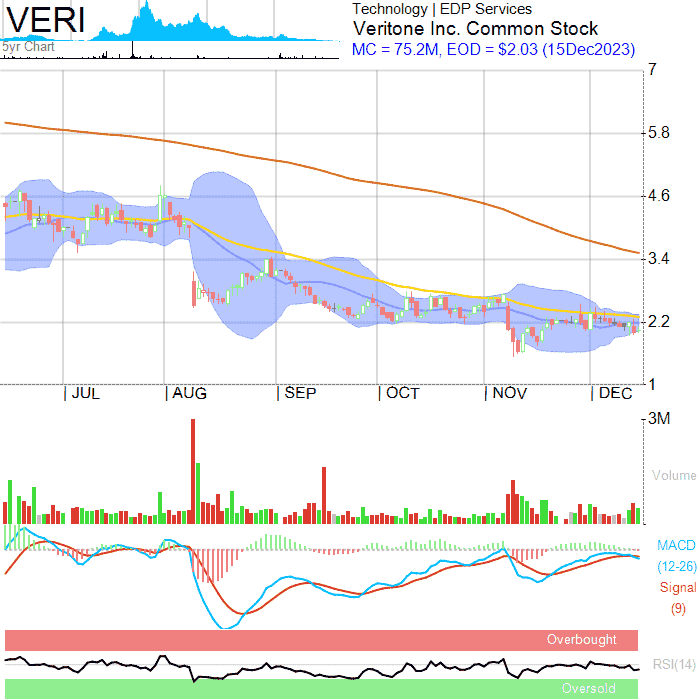 VERI
5yr Chart
Technology | EDP Services
Veritone Inc. Common Stock
MC = 75.2M, EOD = $2.03 (15Dec2023)
7
5.8
4.6
3.4
2.2
1
JUL AUG SEP OCT NOV DEC
3M
Volume
MACD
(12-26)
Signal
(9)
Overbought
RSI(14)
Oversold